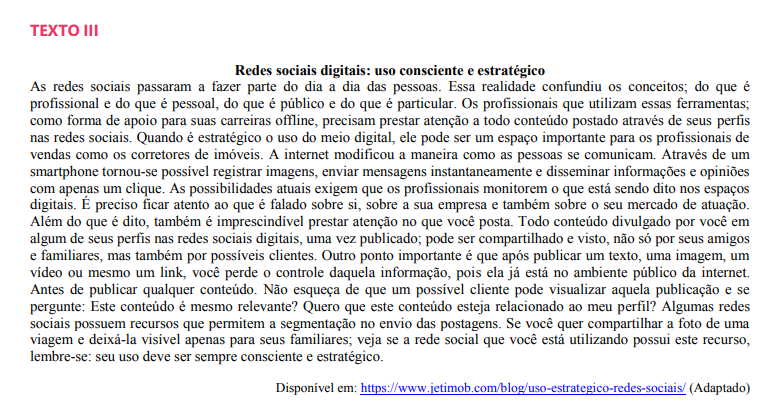 TEXTO III
Redes sociais digitais: uso consciente e estratégico
As redes sociais passaram a fazer parte do dia a dia das pessoas. Essa realidade confundiu os conceitos; do que é
profissional e do que é pessoal, do que é público e do que é particular. Os profissionais que utilizam essas ferramentas;
como forma de apoio para suas carreiras offline, precisam prestar atenção a todo conteúdo postado através de seus perfis
nas redes sociais. Quando é estratégico o uso do meio digital, ele pode ser um espaço importante para os profissionais de
vendas como os corretores de imóveis. A internet modificou a maneira como as pessoas se comunicam. Através de um
smartphone tornou-se possível registrar imagens, enviar mensagens instantaneamente e disseminar informações e opiniões
com apenas um clique. As possibilidades atuais exigem que os profissionais monitorem o que está sendo dito nos espaços
digitais. É preciso ficar atento ao que é falado sobre si, sobre a sua empresa e também sobre o seu mercado de atuação.
Além do que é dito, também é imprescindível prestar atenção no que você posta. Todo conteúdo divulgado por você em
algum de seus perfis nas redes sociais digitais, uma vez publicado; pode ser compartilhado e visto, não só por seus amigos
e familiares, mas também por possíveis clientes. Outro ponto importante é que após publicar um texto, uma imagem, um
vídeo ou mesmo um link, você perde o controle daquela informação, pois ela já está no ambiente público da internet.
Antes de publicar qualquer conteúdo. Não esqueça de que um possível cliente pode visualizar aquela publicação e se
pergunte: Este conteúdo é mesmo relevante? Quero que este conteúdo esteja relacionado ao meu perfil? Algumas redes
sociais possuem recursos que permitem a segmentação no envio das postagens. Se você quer compartilhar a foto de uma
viagem e deixá-la visível apenas para seus familiares; veja se a rede social que você está utilizando possui este recurso,
lembre-se: seu uso deve ser sempre consciente e estratégico.
Disponível em: https://www.jetimob.com/blog/uso-estrategico-redes-sociais/ (Adaptado)